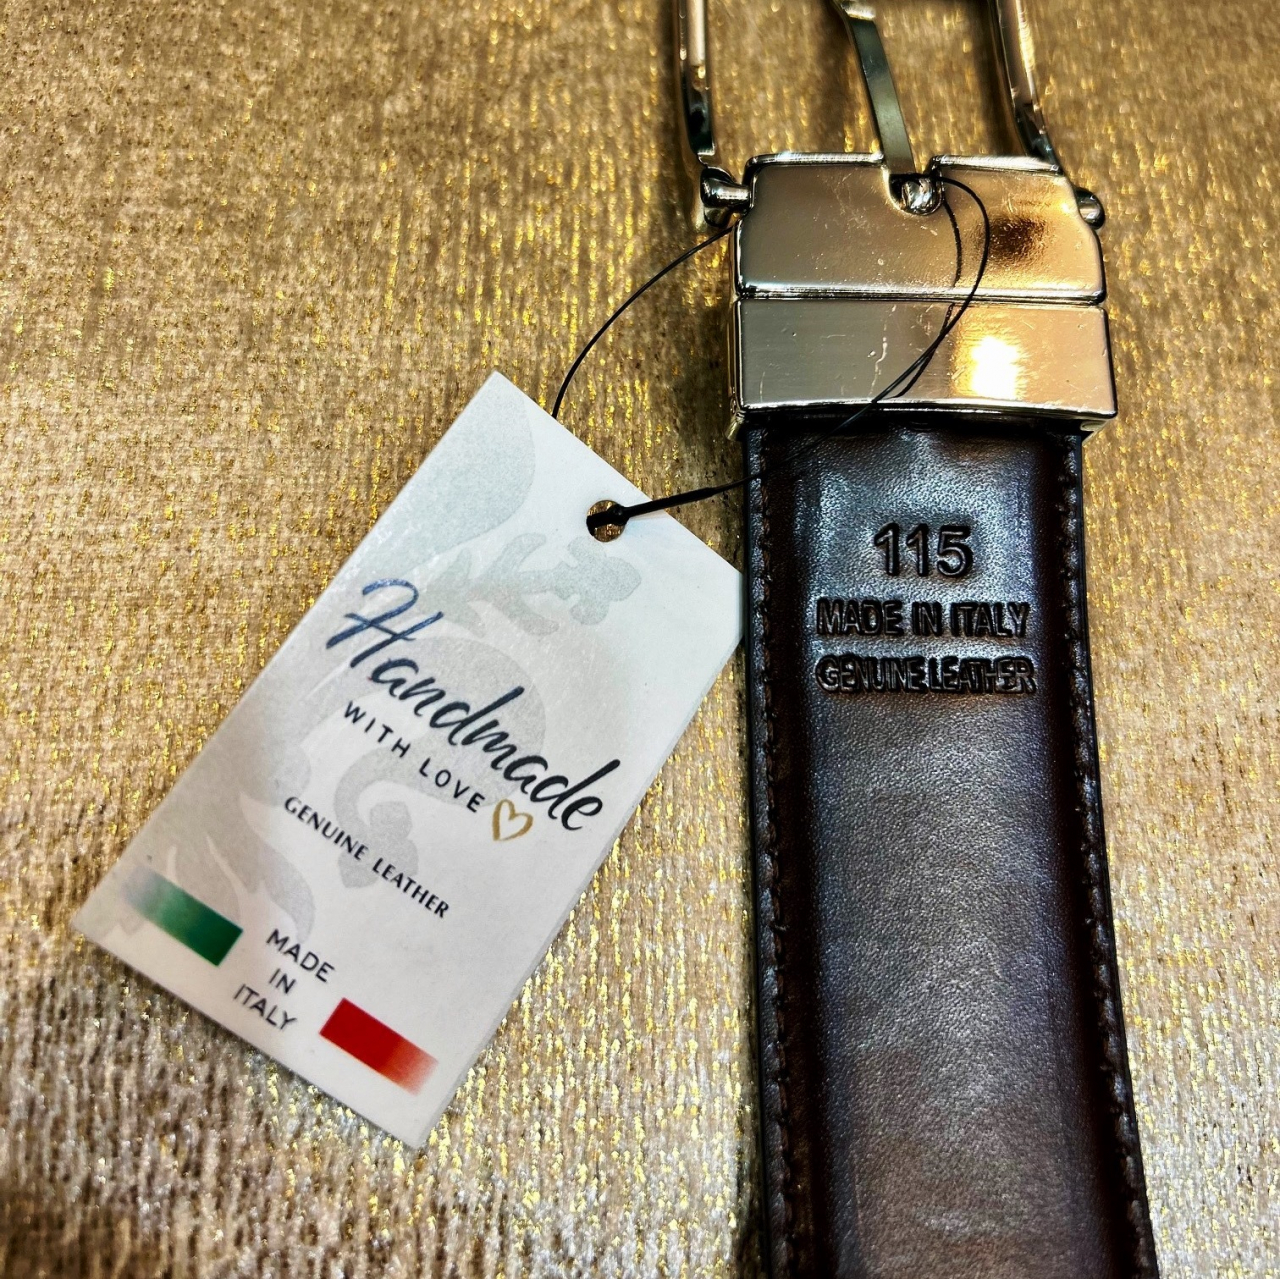 Handmade
WITH LOVE
GENUINE LEATHER
MADE
IN
ITALY
115
MADE IN ITALY
GENUINE LEATHER